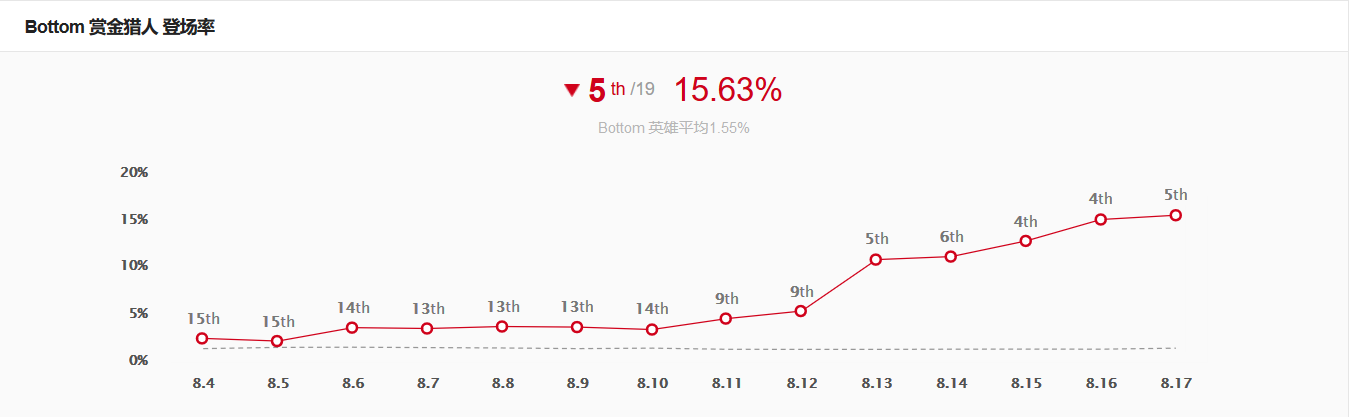 Bottom 赏金猎人 登场率
▼ 5 th /19 15.63%
Bottom 英雄平均1.55%
20%
15%
10%
5%
0%
15th 15th 14th 13th 13th 13th 14th 9th 9th 5th 6th 4th 4th 5th
8.4 8.5 8.6 8.7 8.8 8.9 8.10 8.11 8.12 8.13 8.14 8.15 8.16 8.17